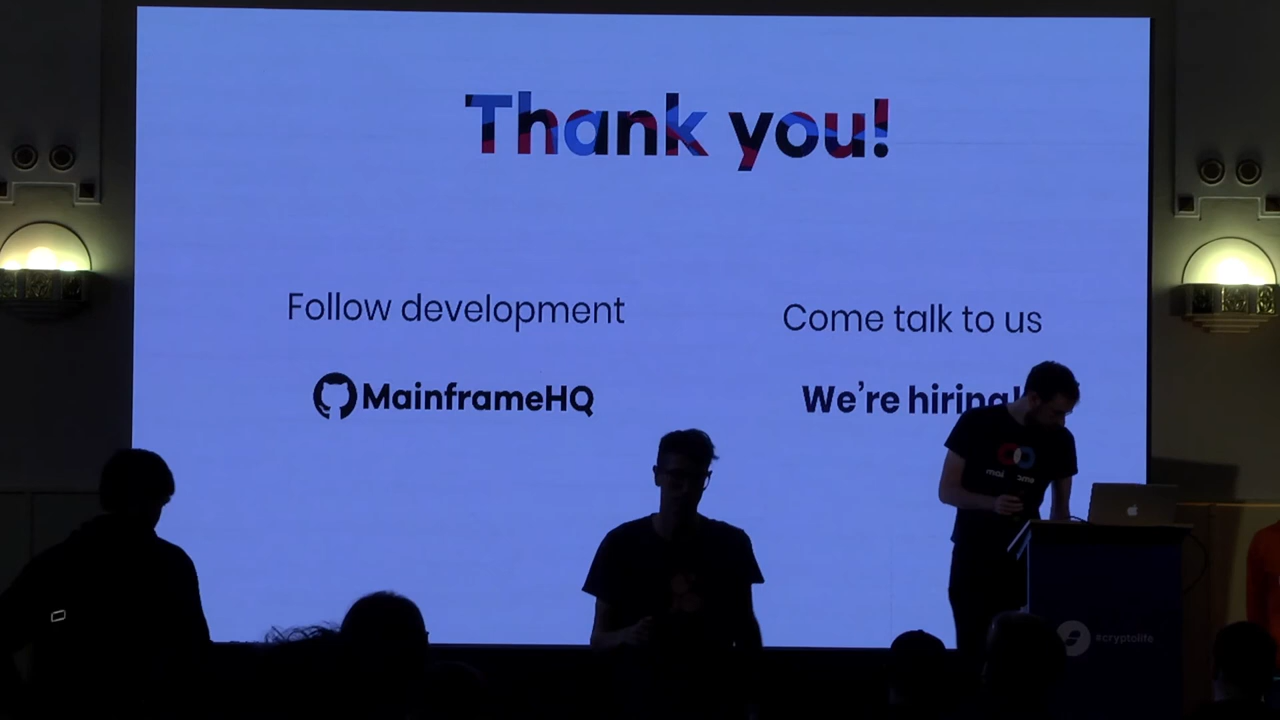 Thank you!
Follow development
Come talk to us
MainframeHQ
We're hiring!
#cryptolife